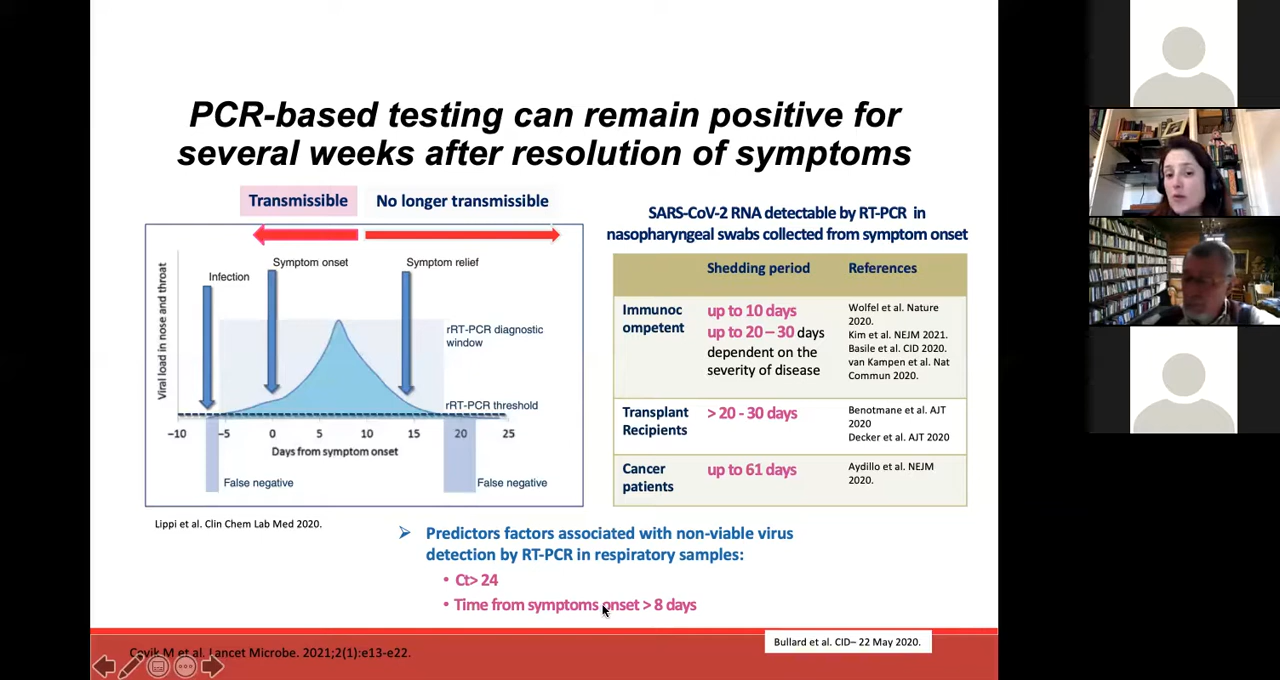 PCR-based testing can remain positive for
several weeks after resolution of symptoms
Transmissible
No longer transmissible
Infection
Symptom onset
Symptom relief
rRT-PCR diagnostic
window
rRT-PCR threshold
Viral load in nose and throat
−10 −5 0 5 10 15 20 25
Days from symptom onset
False negative
False negative
Lippi et al. Clin Chem Lab Med 2020.
SARS-CoV-2 RNA detectable by RT-PCR in
nasopharyngeal swabs collected from symptom onset
Shedding period
References
Immunoc
ompetent
up to 10 days
up to 20 – 30 days
dependent on the
severity of disease
Wolfel et al. Nature
2020.
Kim et al. NEJM 2021.
Basile et al. CID 2020.
van Kampen et al. Nat
Commun 2020.
Transplant
Recipients
> 20 - 30 days
Benotmane et al. AJT
2020
Decker et al. AJT 2020
Cancer
patients
up to 61 days
Aydillo et al. NEJM
2020.
➢ Predictors factors associated with non-viable virus
detection by RT-PCR in respiratory samples:
• Ct> 24
• Time from symptoms onset > 8 days
Bullard et al. CID– 22 May 2020.
Cevik M et al. Lancet Microbe. 2021;2(1):e13-e22.